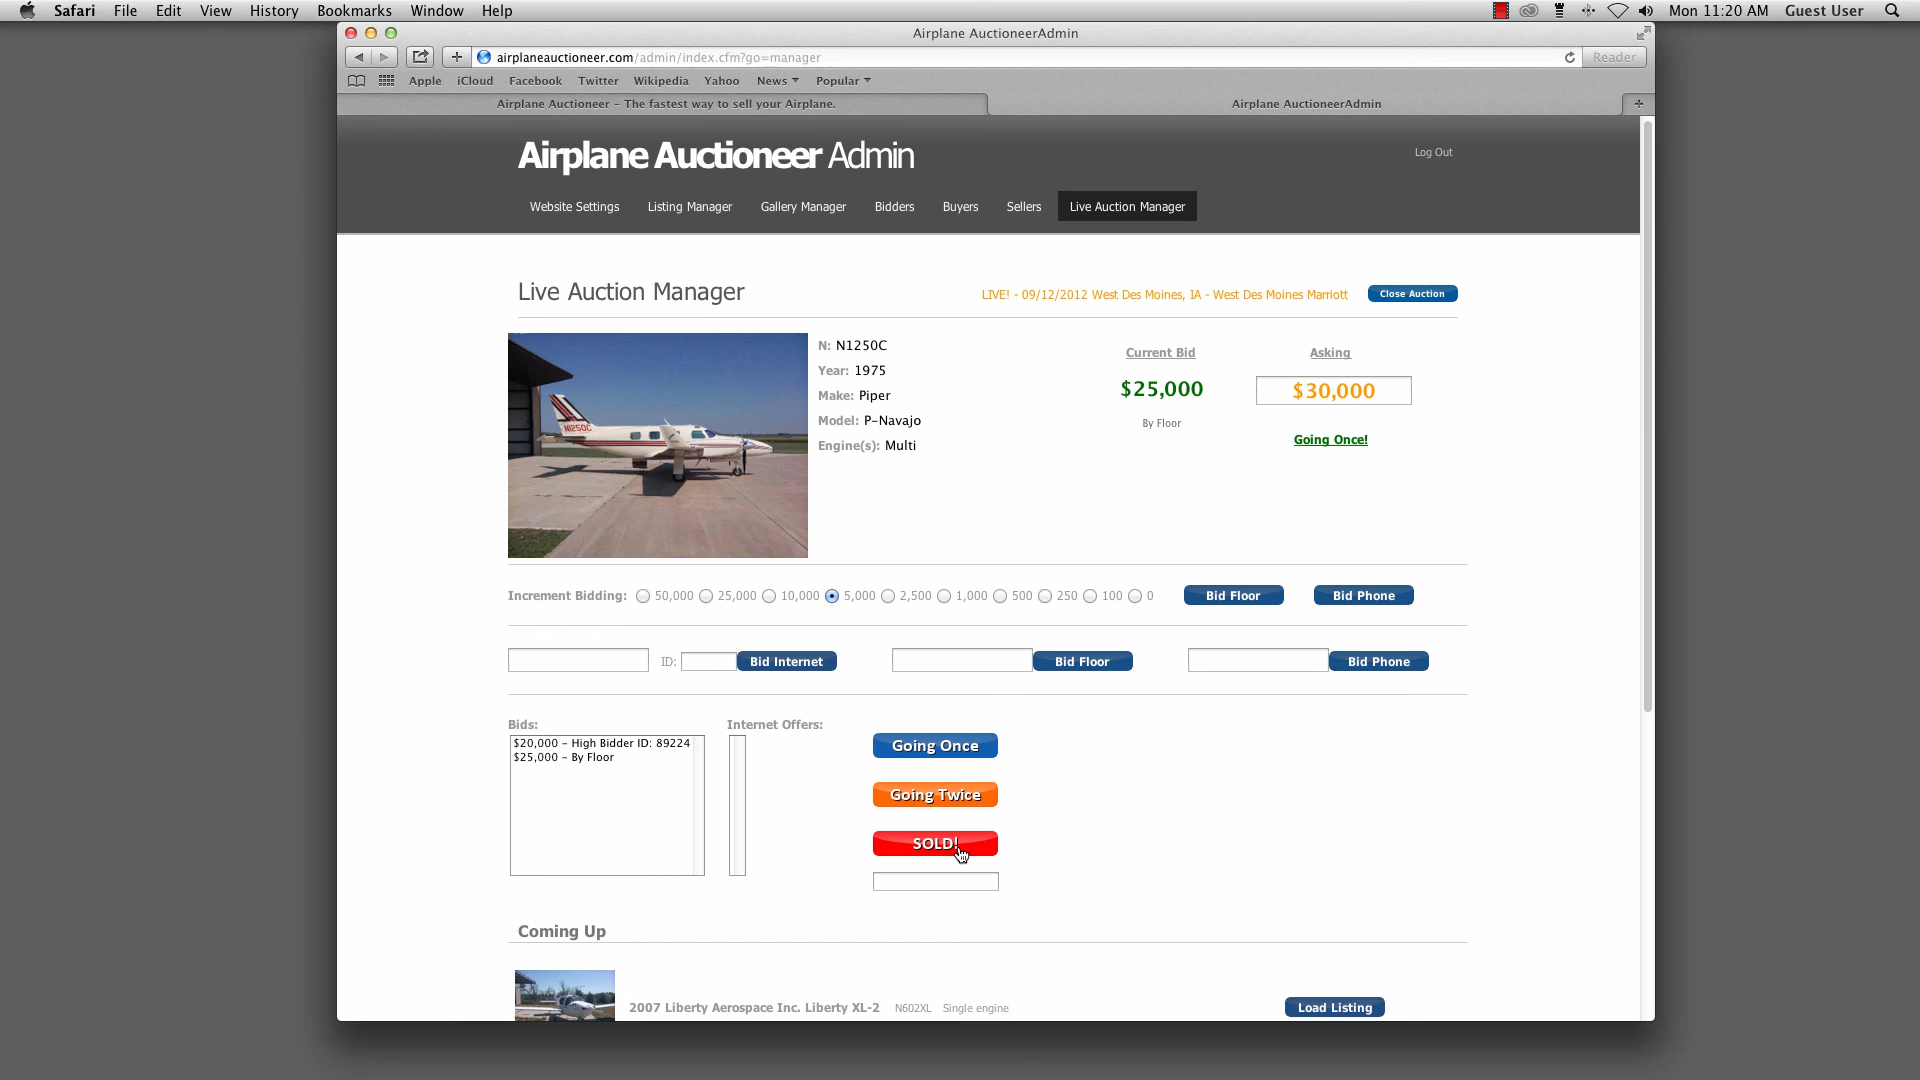 Safari File Edit View History Bookmarks Window Help Mon 11:20 AM Guest User
Airplane AuctioneerAdmin
airplaneauctioneer.com/admin/index.cfm?go=manager Reader
Apple iCloud Facebook Twitter Wikipedia Yahoo News Popular
Airplane Auctioneer – The fastest way to sell your Airplane. Airplane AuctioneerAdmin
Airplane Auctioneer Admin
Log Out
Website Settings Listing Manager Gallery Manager Bidders Buyers Sellers Live Auction Manager
Live Auction Manager LIVE! - 09/12/2012 West Des Moines, IA - West Des Moines Marriott Close Auction
N: N1250C
Year: 1975
Make: Piper
Model: P-Navajo
Engine(s): Multi
N1250C
Current Bid Asking
$25,000 $30,000
By Floor
Going Once!
Increment Bidding: 50,000 25,000 10,000 5,000 2,500 1,000 500 250 100 0 Bid Floor Bid Phone
ID: Bid Internet Bid Floor Bid Phone
Bids: Internet Offers:
$20,000 – High Bidder ID: 89224
$25,000 – By Floor
Going Once
Going Twice
SOLD!
Coming Up
2007 Liberty Aerospace Inc. Liberty XL-2 N602XL Single engine Load Listing